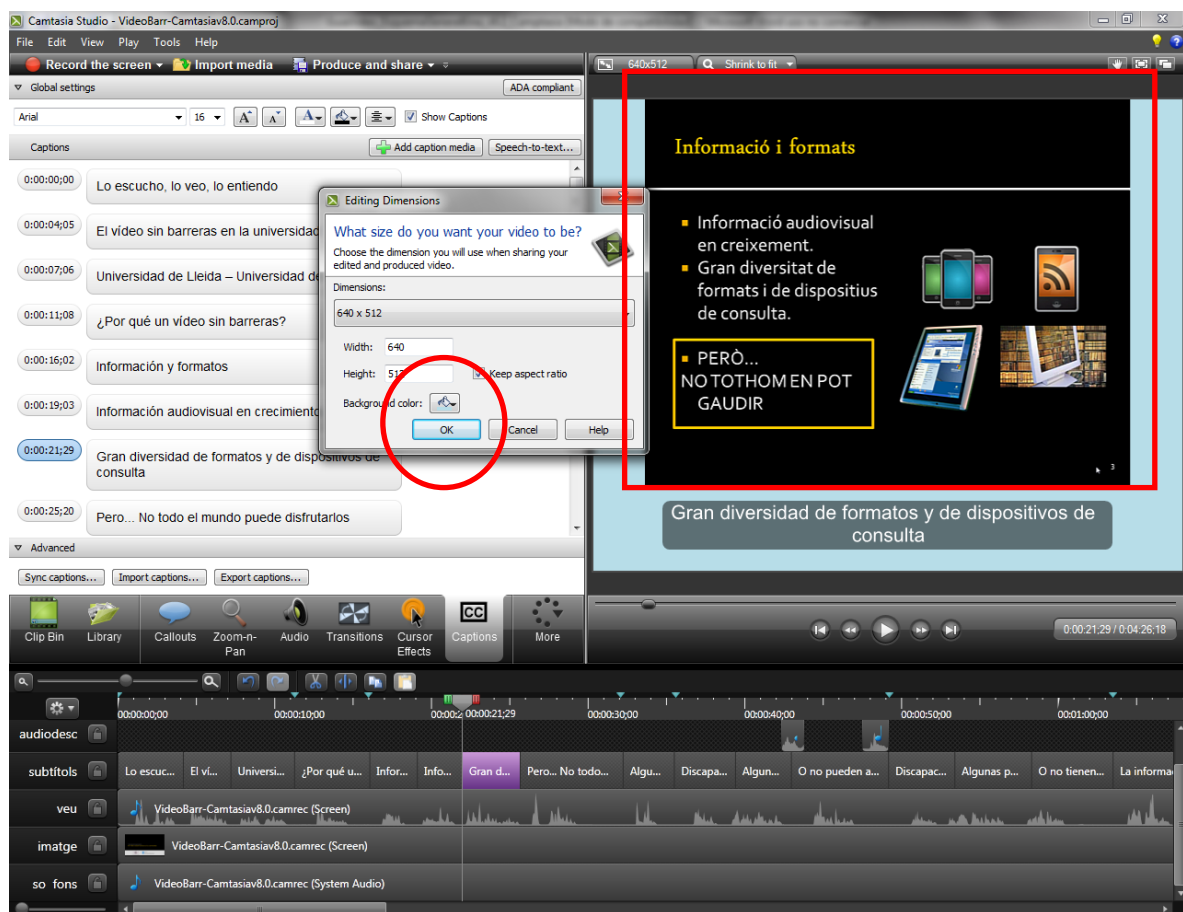 Camtasia Studio - VideoBarr-Camtasiav8.0.camproj
File Edit View Play Tools Help
Record the screen Import media Produce and share
640x512 Shrink to fit
Global settings ADA compliant
Arial 16 Show Captions
Captions Add caption media Speech-to-text...
0:00:00;00 Lo escucho, lo veo, lo entiendo
0:00:04;05 El vídeo sin barreras en la universidad
0:00:07;06 Universidad de Lleida – Universidad
0:00:11;08 ¿Por qué un vídeo sin barreras?
0:00:16;02 Información y formatos
0:00:19;03 Información audiovisual en crecimiento
0:00:21;29 Gran diversidad de formatos y de dispositivos de
consulta
0:00:25;20 Pero... No todo el mundo puede disfrutarlos
Advanced
Sync captions... Import captions... Export captions...
Editing Dimensions
What size do you want your video to be?
Choose the dimension you will use when sharing your
edited and produced video.
Dimensions:
640 x 512
Width: 640
Height: 512
Keep aspect ratio
Background color:
OK Cancel Help
Informació i formats
Informació audiovisual
en creixement.
Gran diversitat de
formats i de dispositius
de consulta.
PERÒ...
NO TOTHOM EN POT
GAUDIR
3
Gran diversidad de formatos y de dispositivos de
consulta
Clip Bin Library Callouts Zoom-n-
Pan Audio Transitions Cursor
Effects CC
Captions More
0:00:21;29 / 0:04:26;18
00:00:00;00 00:00:10;00 00:00:2 00:00:21;29 00:00:30;00 00:00:40;00 00:00:50;00 00:01:00;00
audiodesc
subtítols Lo escuc... El ví... Universi... ¿Por qué u... Infor... Info... Gran d... Pero... No todo... Algu... Discapa... Algun... O no pueden a... Discapac... Algunas p... O no tienen... La informa
veu VideoBarr-Camtasiav8.0.camrec (Screen)
imatge VideoBarr-Camtasiav8.0.camrec (Screen)
so fons VideoBarr-Camtasiav8.0.camrec (System Audio)